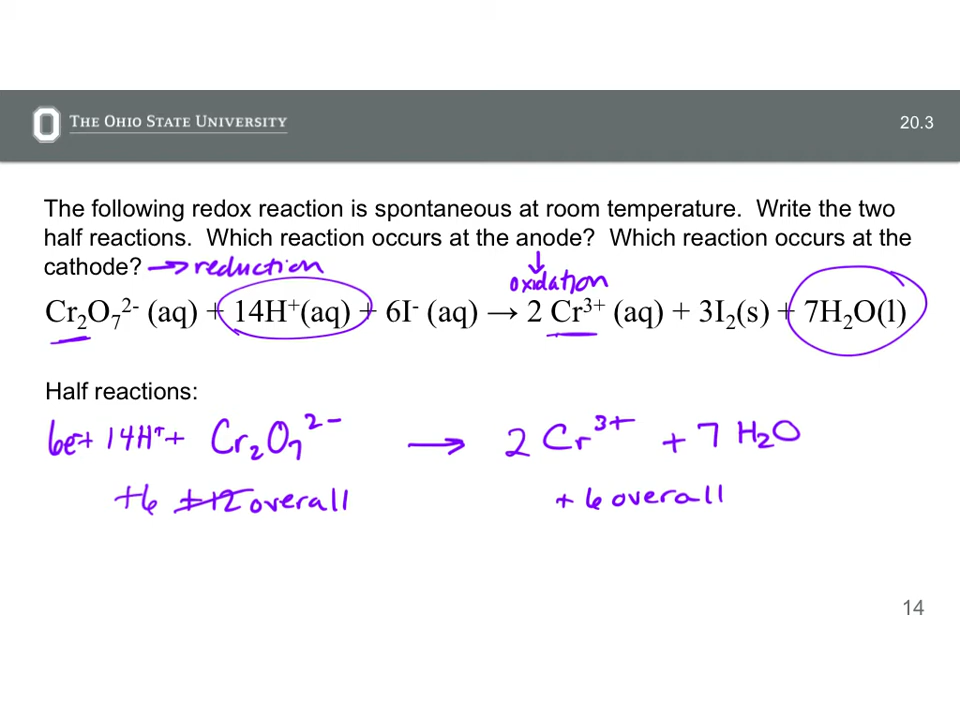 THE OHIO STATE UNIVERSITY
20.3
The following redox reaction is spontaneous at room temperature. Write the two
half reactions. Which reaction occurs at the anode? Which reaction occurs at the
cathode? → reduction
↓
oxidation
Cr₂O₇²⁻ (aq) + 14H⁺(aq) + 6I⁻ (aq) → 2 Cr³⁺ (aq) + 3I₂(s) + 7H₂O(l)
Half reactions:
6e⁻ + 14H⁺ + Cr₂O₇²⁻ → 2 Cr³⁺ + 7 H₂O
+6 +12 overall + 6 overall
14